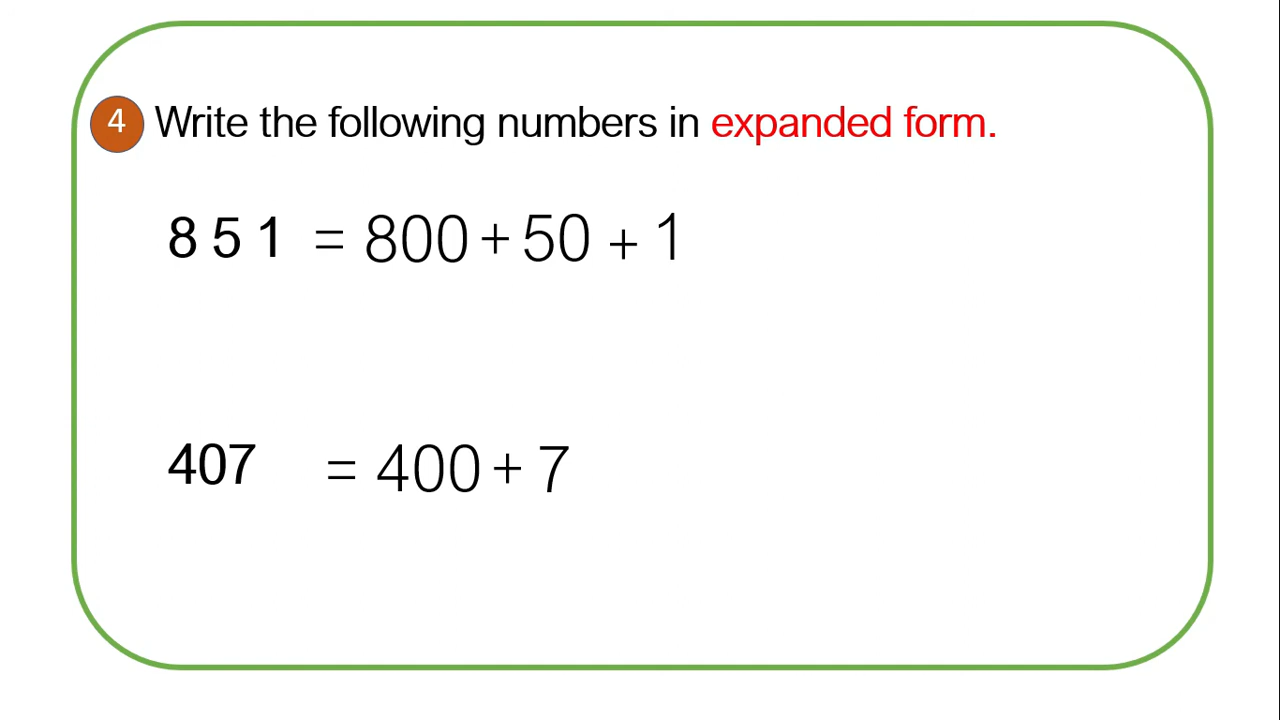 4 Write the following numbers in expanded form.
8 5 1 = 800 + 50 + 1
407 = 400 + 7